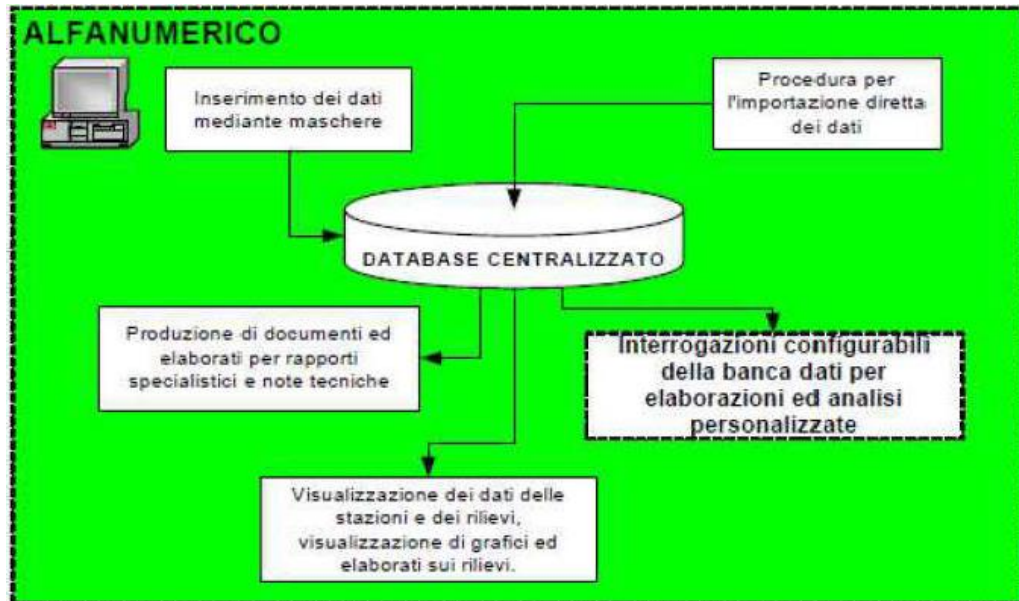 ALFANUMERICO
Inserimento dei dati
mediante maschere
Procedura per
l'importazione diretta
dei dati
DATABASE CENTRALIZZATO
Produzione di documenti ed
elaborati per rapporti
specialistici e note tecniche
Interrogazioni configurabili
della banca dati per
elaborazioni ed analisi
personalizzate
Visualizzazione dei dati delle
stazioni e dei rilievi,
visualizzazione di grafici ed
elaborati sui rilievi.